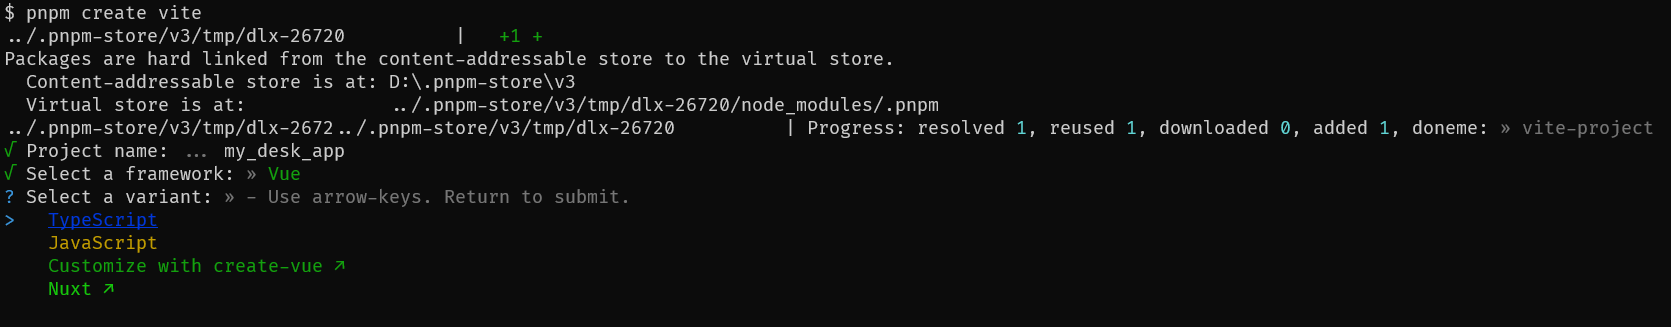 $ pnpm create vite
../.pnpm-store/v3/tmp/dlx-26720          |   +1 +
Packages are hard linked from the content-addressable store to the virtual store.
  Content-addressable store is at: D:\.pnpm-store\v3
  Virtual store is at:             ../.pnpm-store/v3/tmp/dlx-26720/node_modules/.pnpm
../.pnpm-store/v3/tmp/dlx-2672../.pnpm-store/v3/tmp/dlx-26720          | Progress: resolved 1, reused 1, downloaded 0, added 1, doneme: » vite-project
√ Project name: ... my_desk_app
√ Select a framework: » Vue
? Select a variant: » - Use arrow-keys. Return to submit.
>   TypeScript
    JavaScript
    Customize with create-vue ↗
    Nuxt ↗